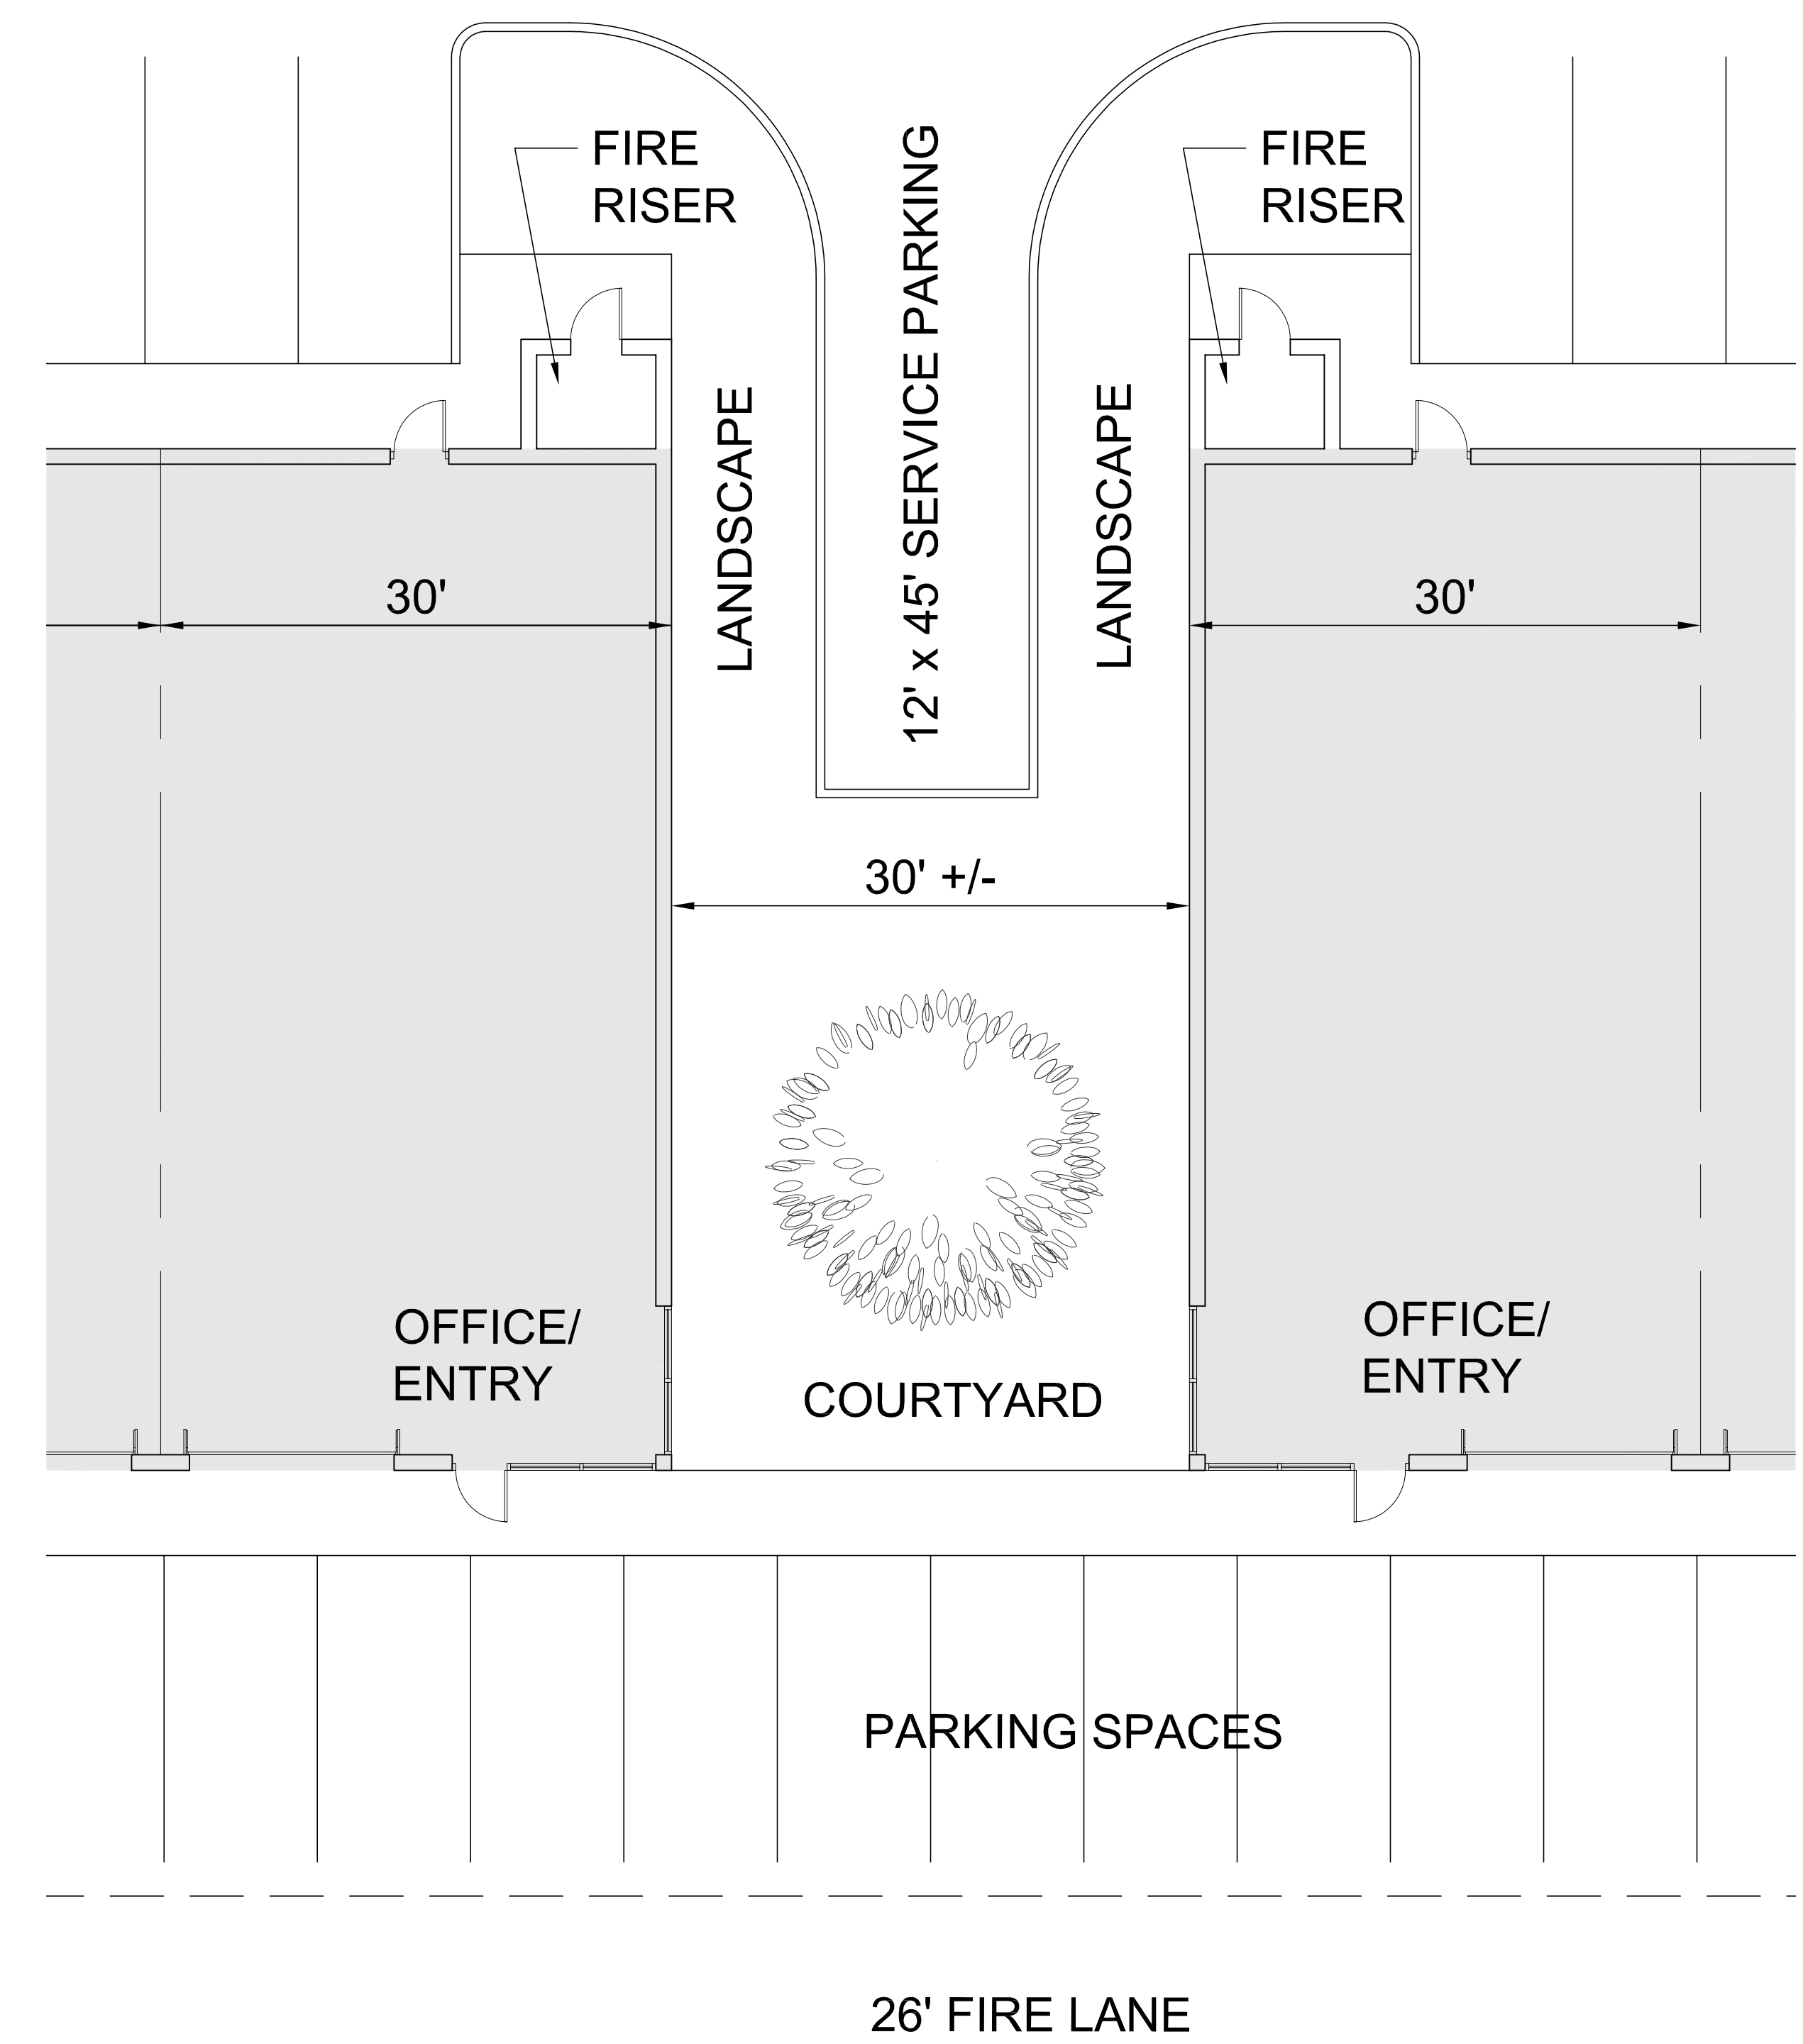 FIRE
RISER
FIRE
RISER
12' x 45' SERVICE PARKING
LANDSCAPE
LANDSCAPE
30'
30'
30' +/-
OFFICE/
ENTRY
OFFICE/
ENTRY
COURTYARD
PARKING SPACES
26' FIRE LANE